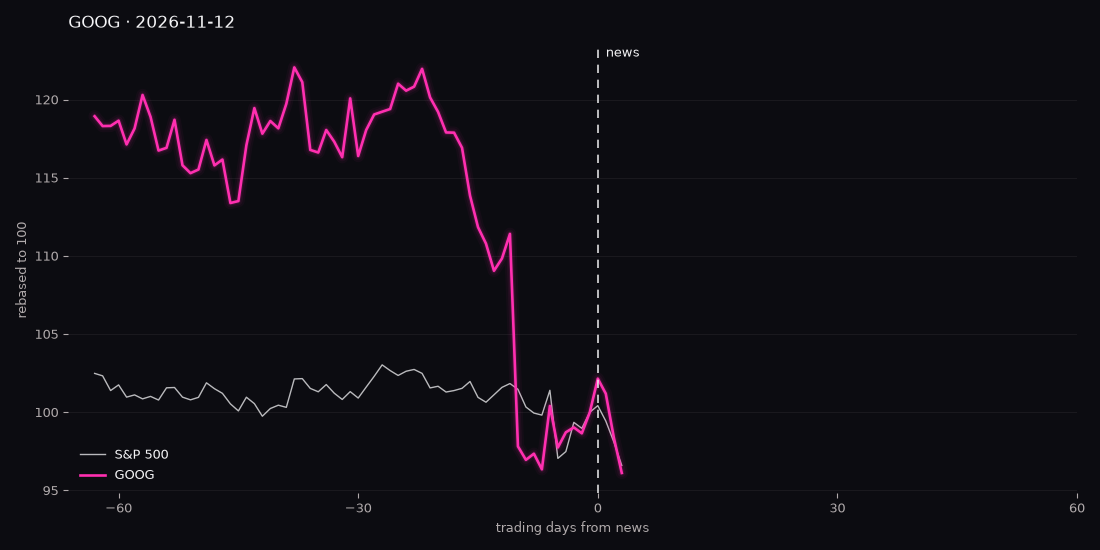 GOOG · 2026-11-12
news
120
115
110
105
100
95
rebased to 100
S&P 500
GOOG
−60
−30
0
30
60
trading days from news